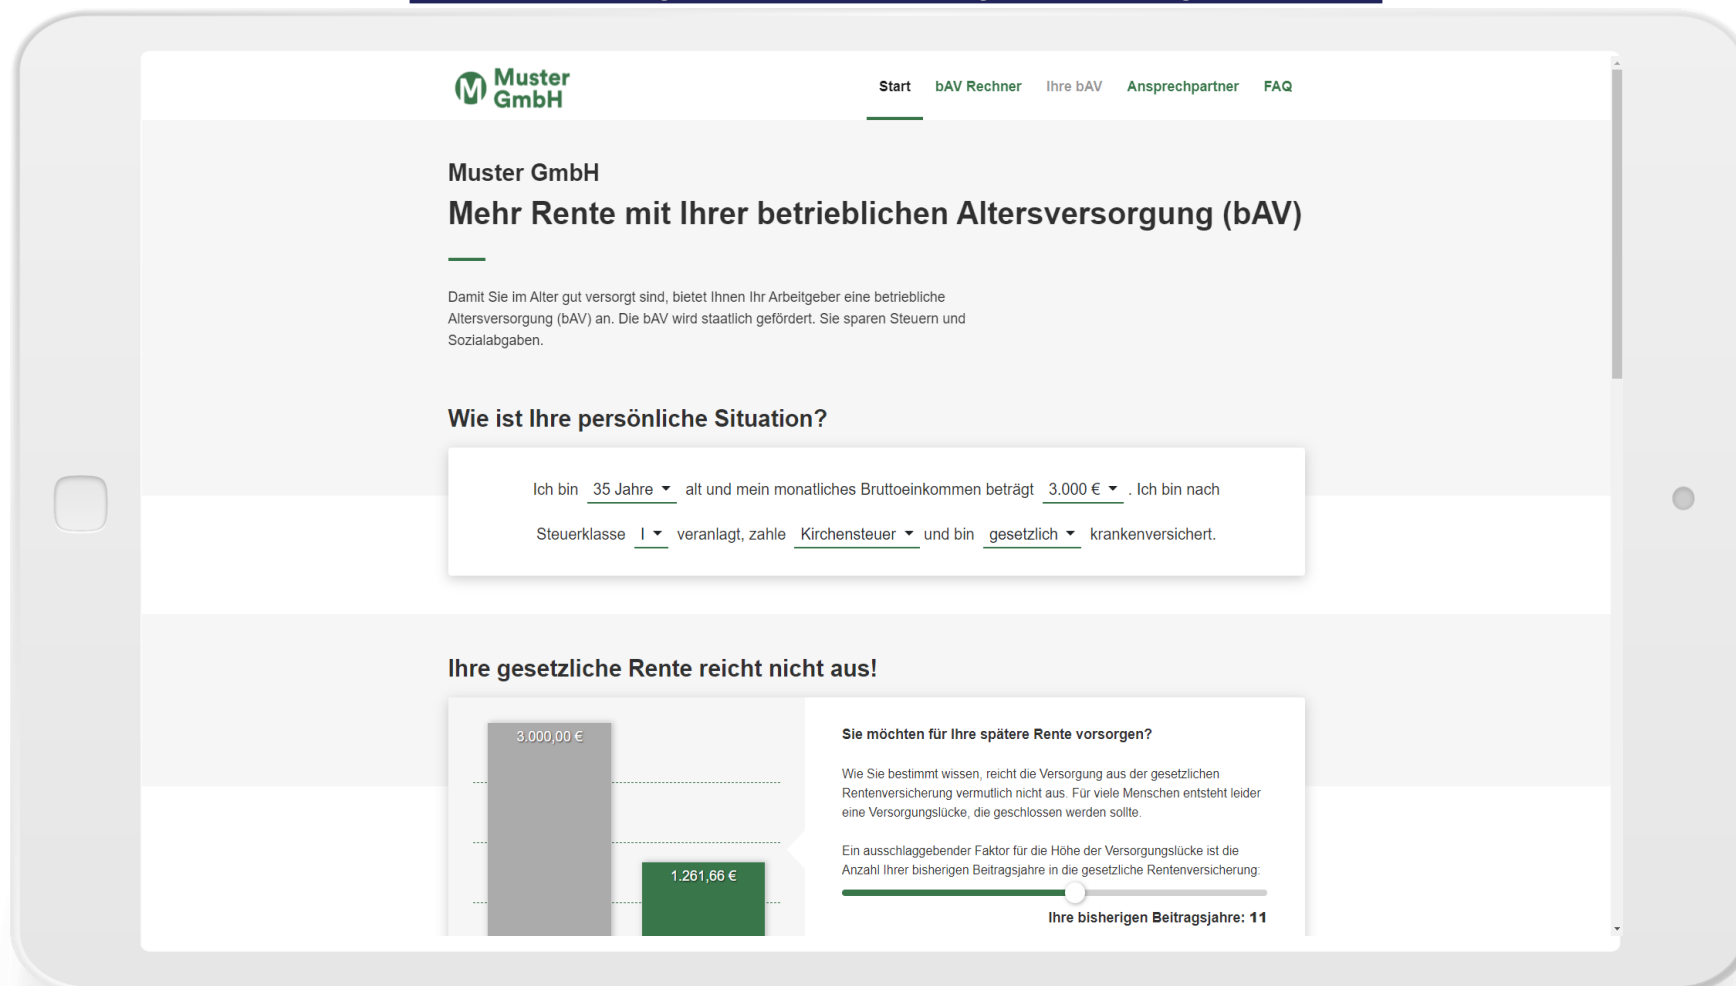 Muster
GmbH
Start bAV Rechner Ihre bAV Ansprechpartner FAQ
Muster GmbH
Mehr Rente mit Ihrer betrieblichen Altersversorgung (bAV)
Damit Sie im Alter gut versorgt sind, bietet Ihnen Ihr Arbeitgeber eine betriebliche
Altersversorgung (bAV) an. Die bAV wird staatlich gefördert. Sie sparen Steuern und
Sozialabgaben.
Wie ist Ihre persönliche Situation?
Ich bin 35 Jahre alt und mein monatliches Bruttoeinkommen beträgt 3.000 € . Ich bin nach
Steuerklasse I veranlagt, zahle Kirchensteuer und bin gesetzlich krankenversichert.
Ihre gesetzliche Rente reicht nicht aus!
3.000,00 €
1.261,66 €
Sie möchten für Ihre spätere Rente vorsorgen?
Wie Sie bestimmt wissen, reicht die Versorgung aus der gesetzlichen
Rentenversicherung vermutlich nicht aus. Für viele Menschen entsteht leider
eine Versorgungslücke, die geschlossen werden sollte.
Ein ausschlaggebender Faktor für die Höhe der Versorgungslücke ist die
Anzahl Ihrer bisherigen Beitragsjahre in die gesetzliche Rentenversicherung:
Ihre bisherigen Beitragsjahre: 11